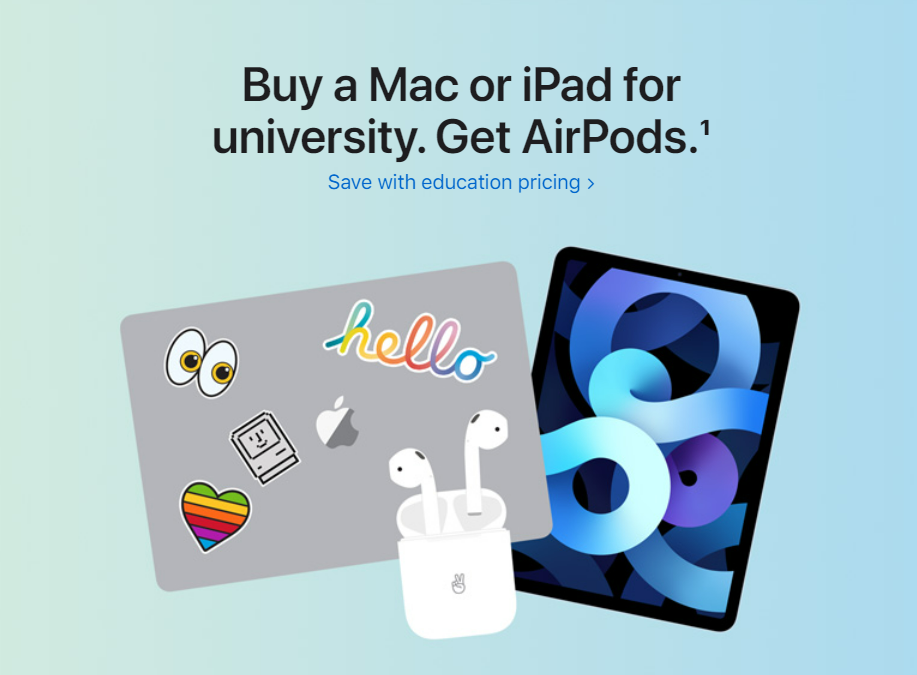 Buy a Mac or iPad for
university. Get AirPods.¹
Save with education pricing >
hello